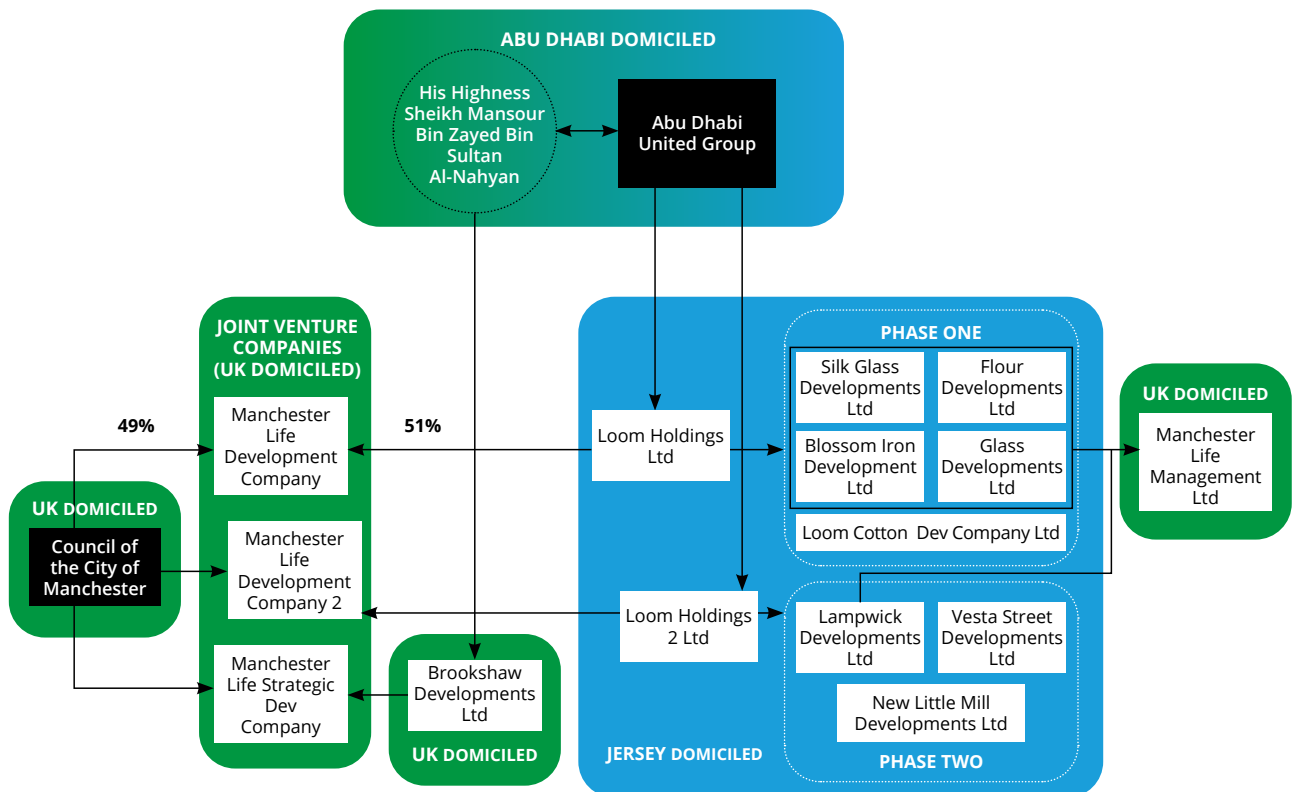 ABU DHABI DOMICILED
His Highness
Sheikh Mansour
Bin Zayed Bin
Sultan
Al-Nahyan
Abu Dhabi
United Group
JOINT VENTURE
COMPANIES
(UK DOMICILED)
Manchester
Life
Development
Company
Manchester
Life
Development
Company 2
Manchester
Life Strategic
Dev
Company
49%
51%
UK DOMICILED
Council of
the City of
Manchester
Brookshaw
Developments
Ltd
UK DOMICILED
Loom Holdings
Ltd
Loom Holdings
2 Ltd
JERSEY DOMICILED
PHASE ONE
Silk Glass
Developments
Ltd
Flour
Developments
Ltd
Blossom Iron
Development
Ltd
Glass
Developments
Ltd
Loom Cotton Dev Company Ltd
Lampwick
Developments
Ltd
Vesta Street
Developments
Ltd
New Little Mill
Developments Ltd
PHASE TWO
UK DOMICILED
Manchester
Life
Management
Ltd